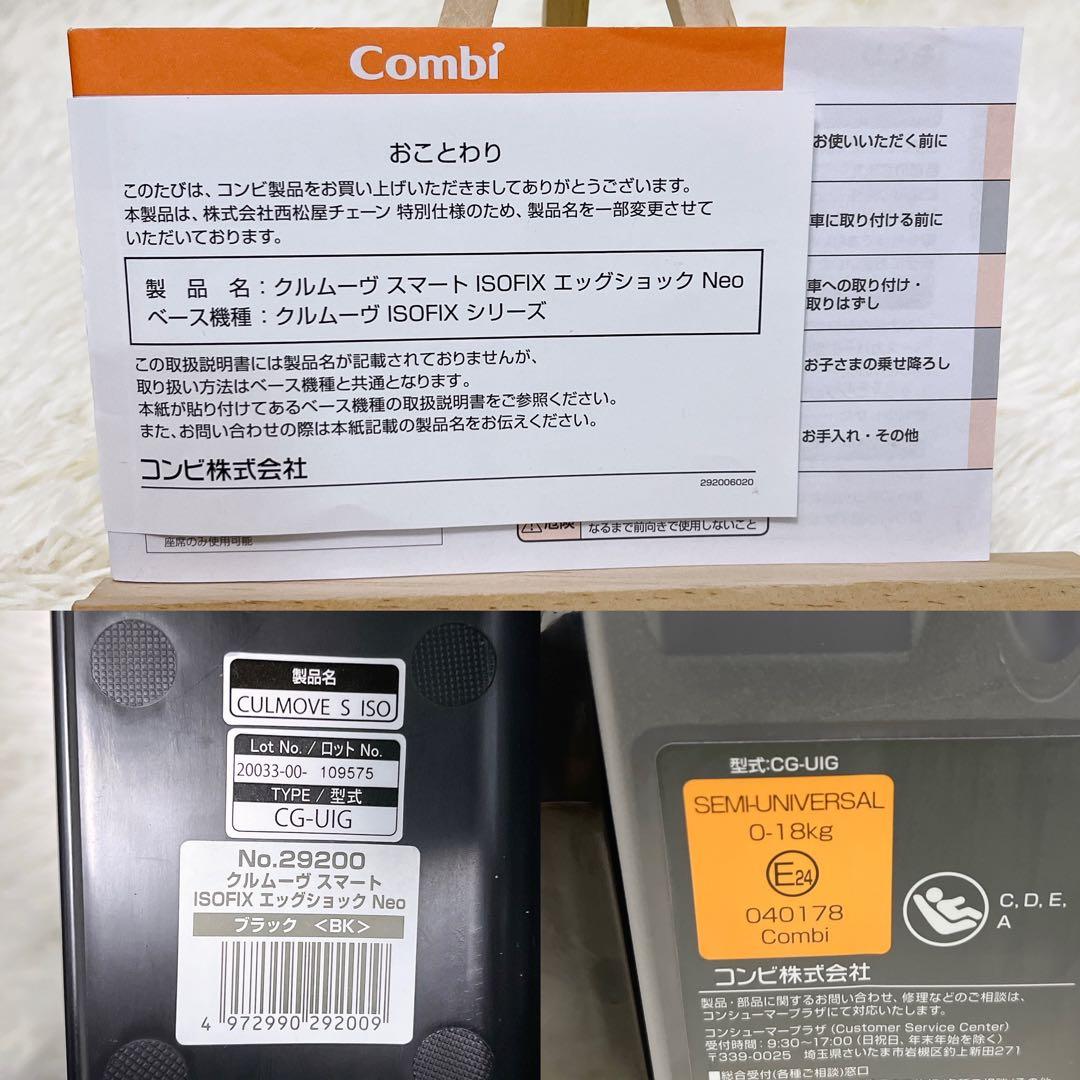 Combi
おことわり
このたびは、コンビ製品をお買い上げいただきましてありがとうございます。
本製品は、株式会社西松屋チェーン 特別仕様のため、製品名を一部変更させて
いただいております。
製品名：クルムーヴ スマート ISOFIX エッグショック Neo
ベース機種：クルムーヴ ISOFIX シリーズ
この取扱説明書には製品名が記載されておりませんが、
取り扱い方法はベース機種と共通となります。
本紙が貼り付けてあるベース機種の取扱説明書をご参照ください。
また、お問い合わせの際は本紙記載の製品名をお伝えください。
コンビ株式会社
292006020
お使いいただく前に
車に取り付ける前に
車への取り付け・
取りはずし
お子さまの乗せ降ろし
お手入れ・その他
座席のみ使用可能
危険
なるまで前向きで使用しないこと
製品名
CULMOVE S ISO
Lot No. / ロット No.
20033-00- 109575
TYPE / 型式
CG-UIG
No.29200
クルムーヴ スマート
ISOFIX エッグショック Neo
ブラック <BK>
4 972990 292009
型式:CG-UIG
SEMI-UNIVERSAL
0-18kg
E24
040178
Combi
C, D, E,
A
コンビ株式会社
製品・部品に関するお問い合わせ、修理などのご相談は、
コンシューマープラザにて対応いたします。
コンシューマープラザ (Customer Service Center)
受付時間：9:30～17:00 (日祝日、年末年始を除く)
〒339-0025 埼玉県さいたま市岩槻区釣上新田271
■総合受付(各種ご相談)窓口